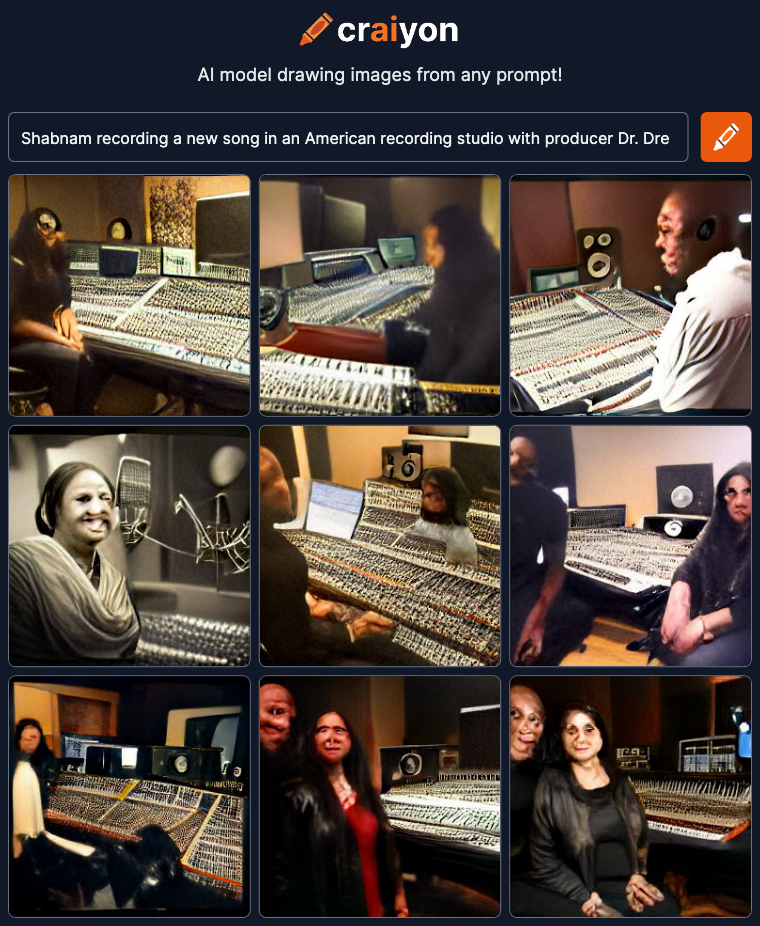 craiyon
AI model drawing images from any prompt!
Shabnam recording a new song in an American recording studio with producer Dr. Dre